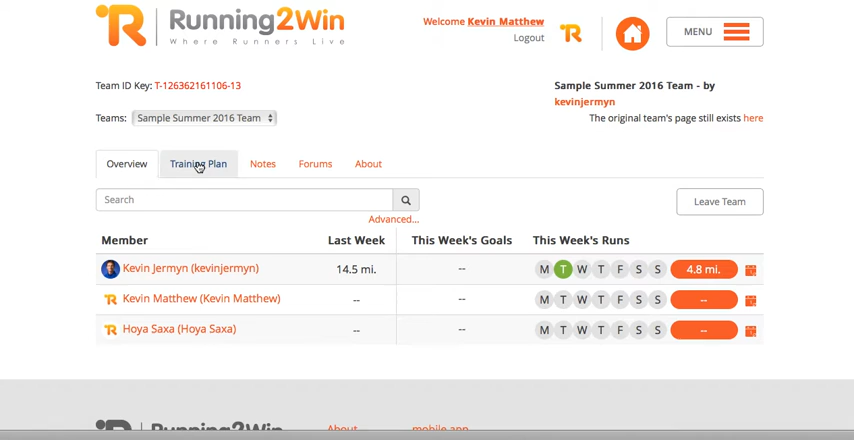 Running2Win
Where Runners Live
Welcome Kevin Matthew
Logout
MENU
Team ID Key: T-126362161106-13
Sample Summer 2016 Team - by
kevinjermyn
Teams: Sample Summer 2016 Team
The original team's page still exists here
Overview Training Plan Notes Forums About
Search
Leave Team
Advanced...
Member Last Week This Week's Goals This Week's Runs
Kevin Jermyn (kevinjermyn) 14.5 mi. -- M T W T F S S 4.8 mi.
Kevin Matthew (Kevin Matthew) -- -- M T W T F S S --
Hoya Saxa (Hoya Saxa) -- -- M T W T F S S --
Running2Win About mobile app